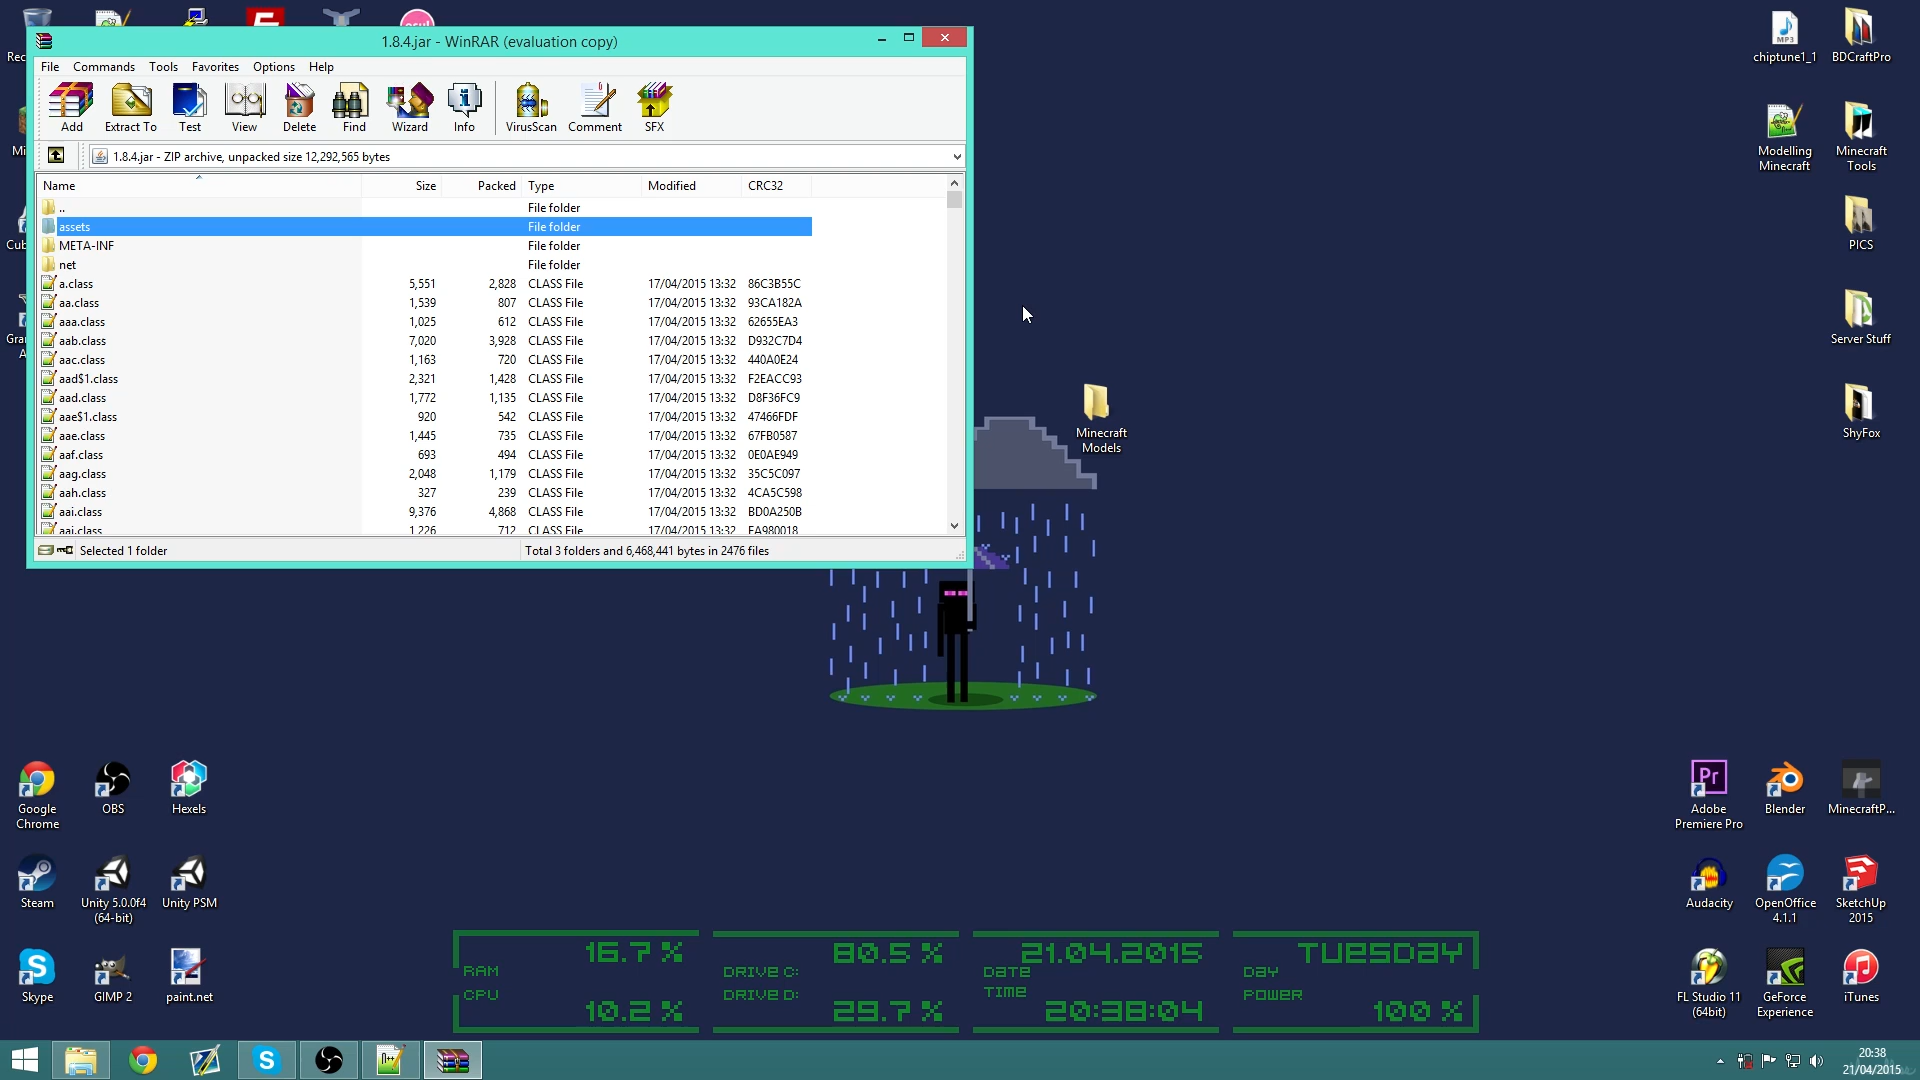 1.8.4.jar - WinRAR (evaluation copy)
File Commands Tools Favorites Options Help
Add Extract To Test View Delete Find Wizard Info VirusScan Comment SFX
1.8.4.jar - ZIP archive, unpacked size 12,292,565 bytes
Name Size Packed Type Modified CRC32
.. File folder
assets File folder
META-INF File folder
net File folder
a.class 5,551 2,828 CLASS File 17/04/2015 13:32 86C3B55C
aa.class 1,539 807 CLASS File 17/04/2015 13:32 93CA182A
aaa.class 1,025 612 CLASS File 17/04/2015 13:32 62655EA3
aab.class 7,020 3,928 CLASS File 17/04/2015 13:32 D932C7D4
aac.class 1,163 720 CLASS File 17/04/2015 13:32 440A0E24
aad$1.class 2,321 1,428 CLASS File 17/04/2015 13:32 F2EACC93
aad.class 1,772 1,135 CLASS File 17/04/2015 13:32 D8F36FC9
aae$1.class 920 542 CLASS File 17/04/2015 13:32 47466FDF
aae.class 1,445 735 CLASS File 17/04/2015 13:32 67FB0587
aaf.class 693 494 CLASS File 17/04/2015 13:32 0E0AE949
aag.class 2,048 1,179 CLASS File 17/04/2015 13:32 35C5C097
aah.class 327 239 CLASS File 17/04/2015 13:32 4CA5C598
aai.class 9,376 4,868 CLASS File 17/04/2015 13:32 BD0A250B
aaj.class 1,226 712 CLASS File 17/04/2015 13:32 FA980018
Selected 1 folder Total 3 folders and 6,468,441 bytes in 2476 files
chiptune1_1
BDCraftPro
MP3
Modelling
Minecraft
Minecraft
Tools
PICS
Server Stuff
ShyFox
Minecraft
Models
Google
Chrome
OBS
Hexels
Steam
Unity 5.0.0f4
(64-bit)
Unity PSM
Skype
GIMP 2
paint.net
Pr
Adobe
Premiere Pro
Blender
MinecraftP...
Audacity
OpenOffice
4.1.1
SketchUp
2015
FL Studio 11
(64bit)
GeForce
Experience
iTunes
RAM 16.7 %
CPU 10.2 %
DRIVE C: 80.5 %
DRIVE D: 29.7 %
DATE 21.04.2015
TIME 20:38:04
DAY TUESDAY
POWER 100 %
20:38
21/04/2015